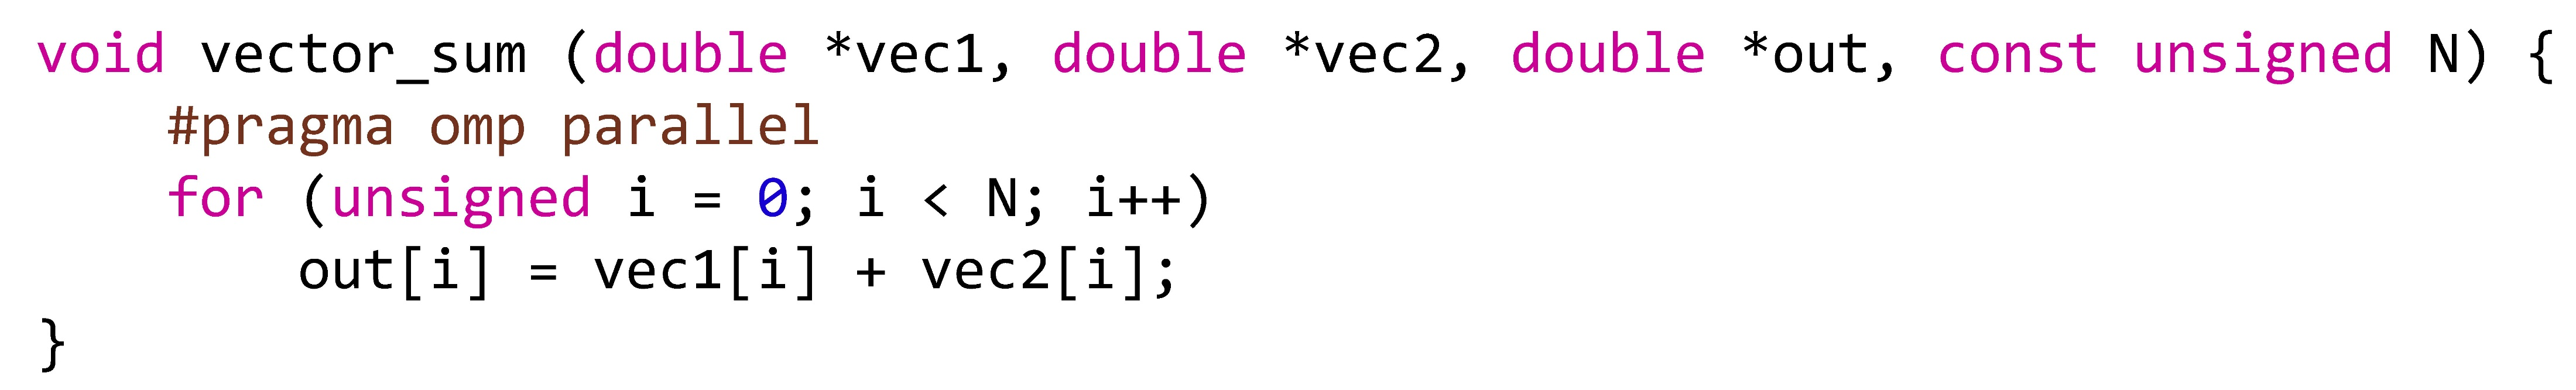 void vector_sum (double *vec1, double *vec2, double *out, const unsigned N) {
    #pragma omp parallel
    for (unsigned i = 0; i < N; i++)
        out[i] = vec1[i] + vec2[i];
}